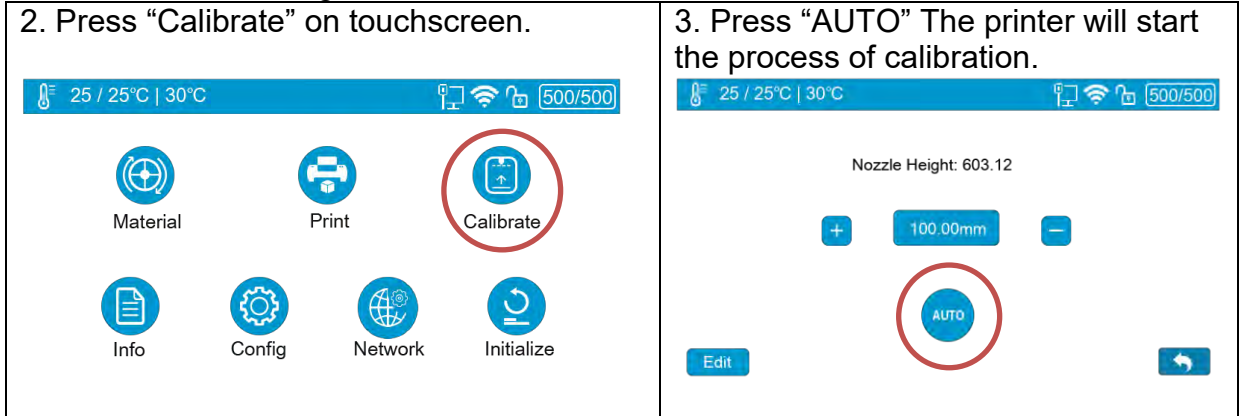 2. Press “Calibrate” on touchscreen.
25 / 25°C | 30°C
500/500
Material
Print
Calibrate
Info
Config
Network
Initialize
3. Press “AUTO” The printer will start
the process of calibration.
25 / 25°C | 30°C
500/500
Nozzle Height: 603.12
+
100.00mm
−
AUTO
Edit